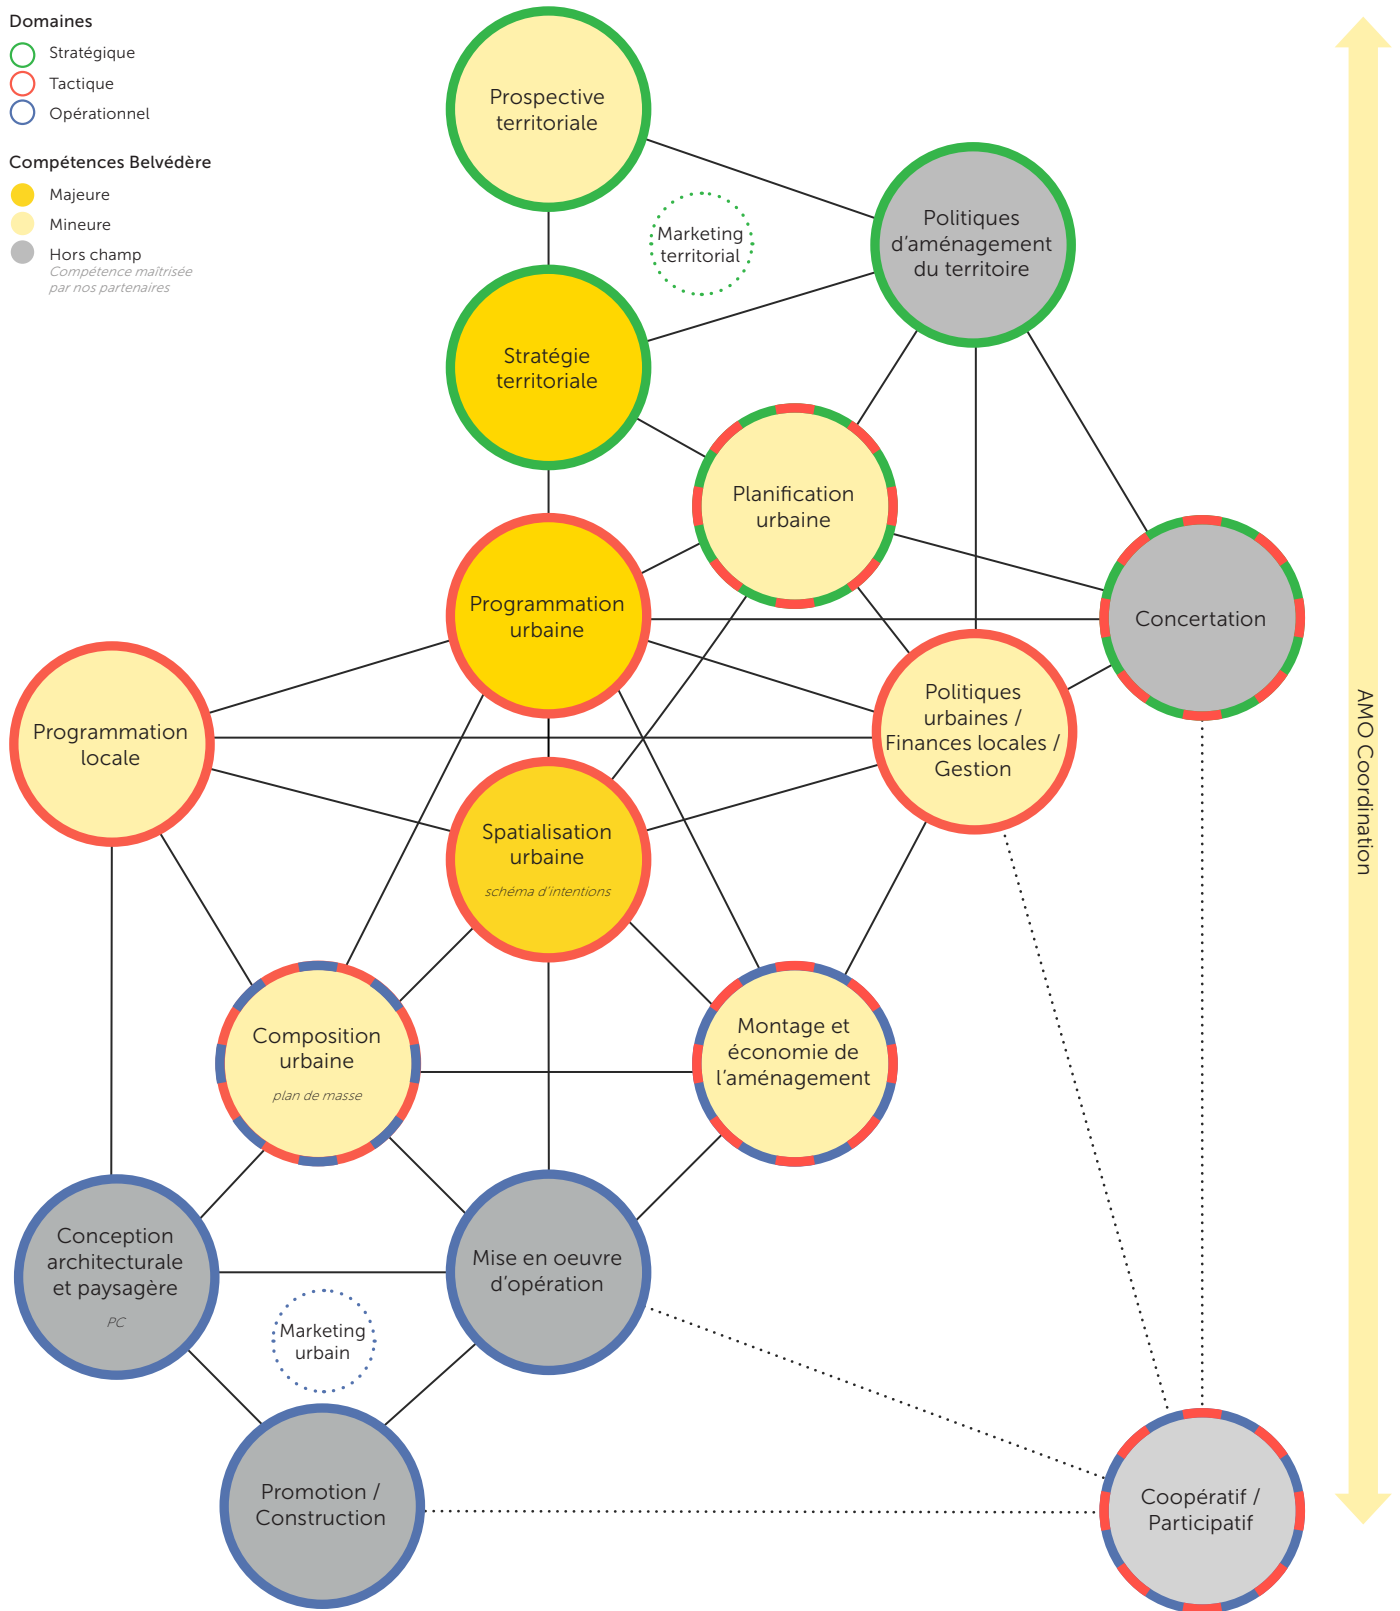 Domaines
Stratégique
Tactique
Opérationnel
Compétences Belvédère
Majeure
Mineure
Hors champ
Compétence maîtrisée
par nos partenaires
Prospective
territoriale
Marketing
territorial
Politiques
d'aménagement
du territoire
Stratégie
territoriale
Planification
urbaine
Programmation
urbaine
Concertation
Programmation
locale
Politiques
urbaines /
Finances locales /
Gestion
Spatialisation
urbaine
schéma d'intentions
Composition
urbaine
plan de masse
Montage et
économie de
l'aménagement
Conception
architecturale
et paysagère
PC
Mise en oeuvre
d'opération
Marketing
urbain
Promotion /
Construction
Coopératif /
Participatif
AMO Coordination